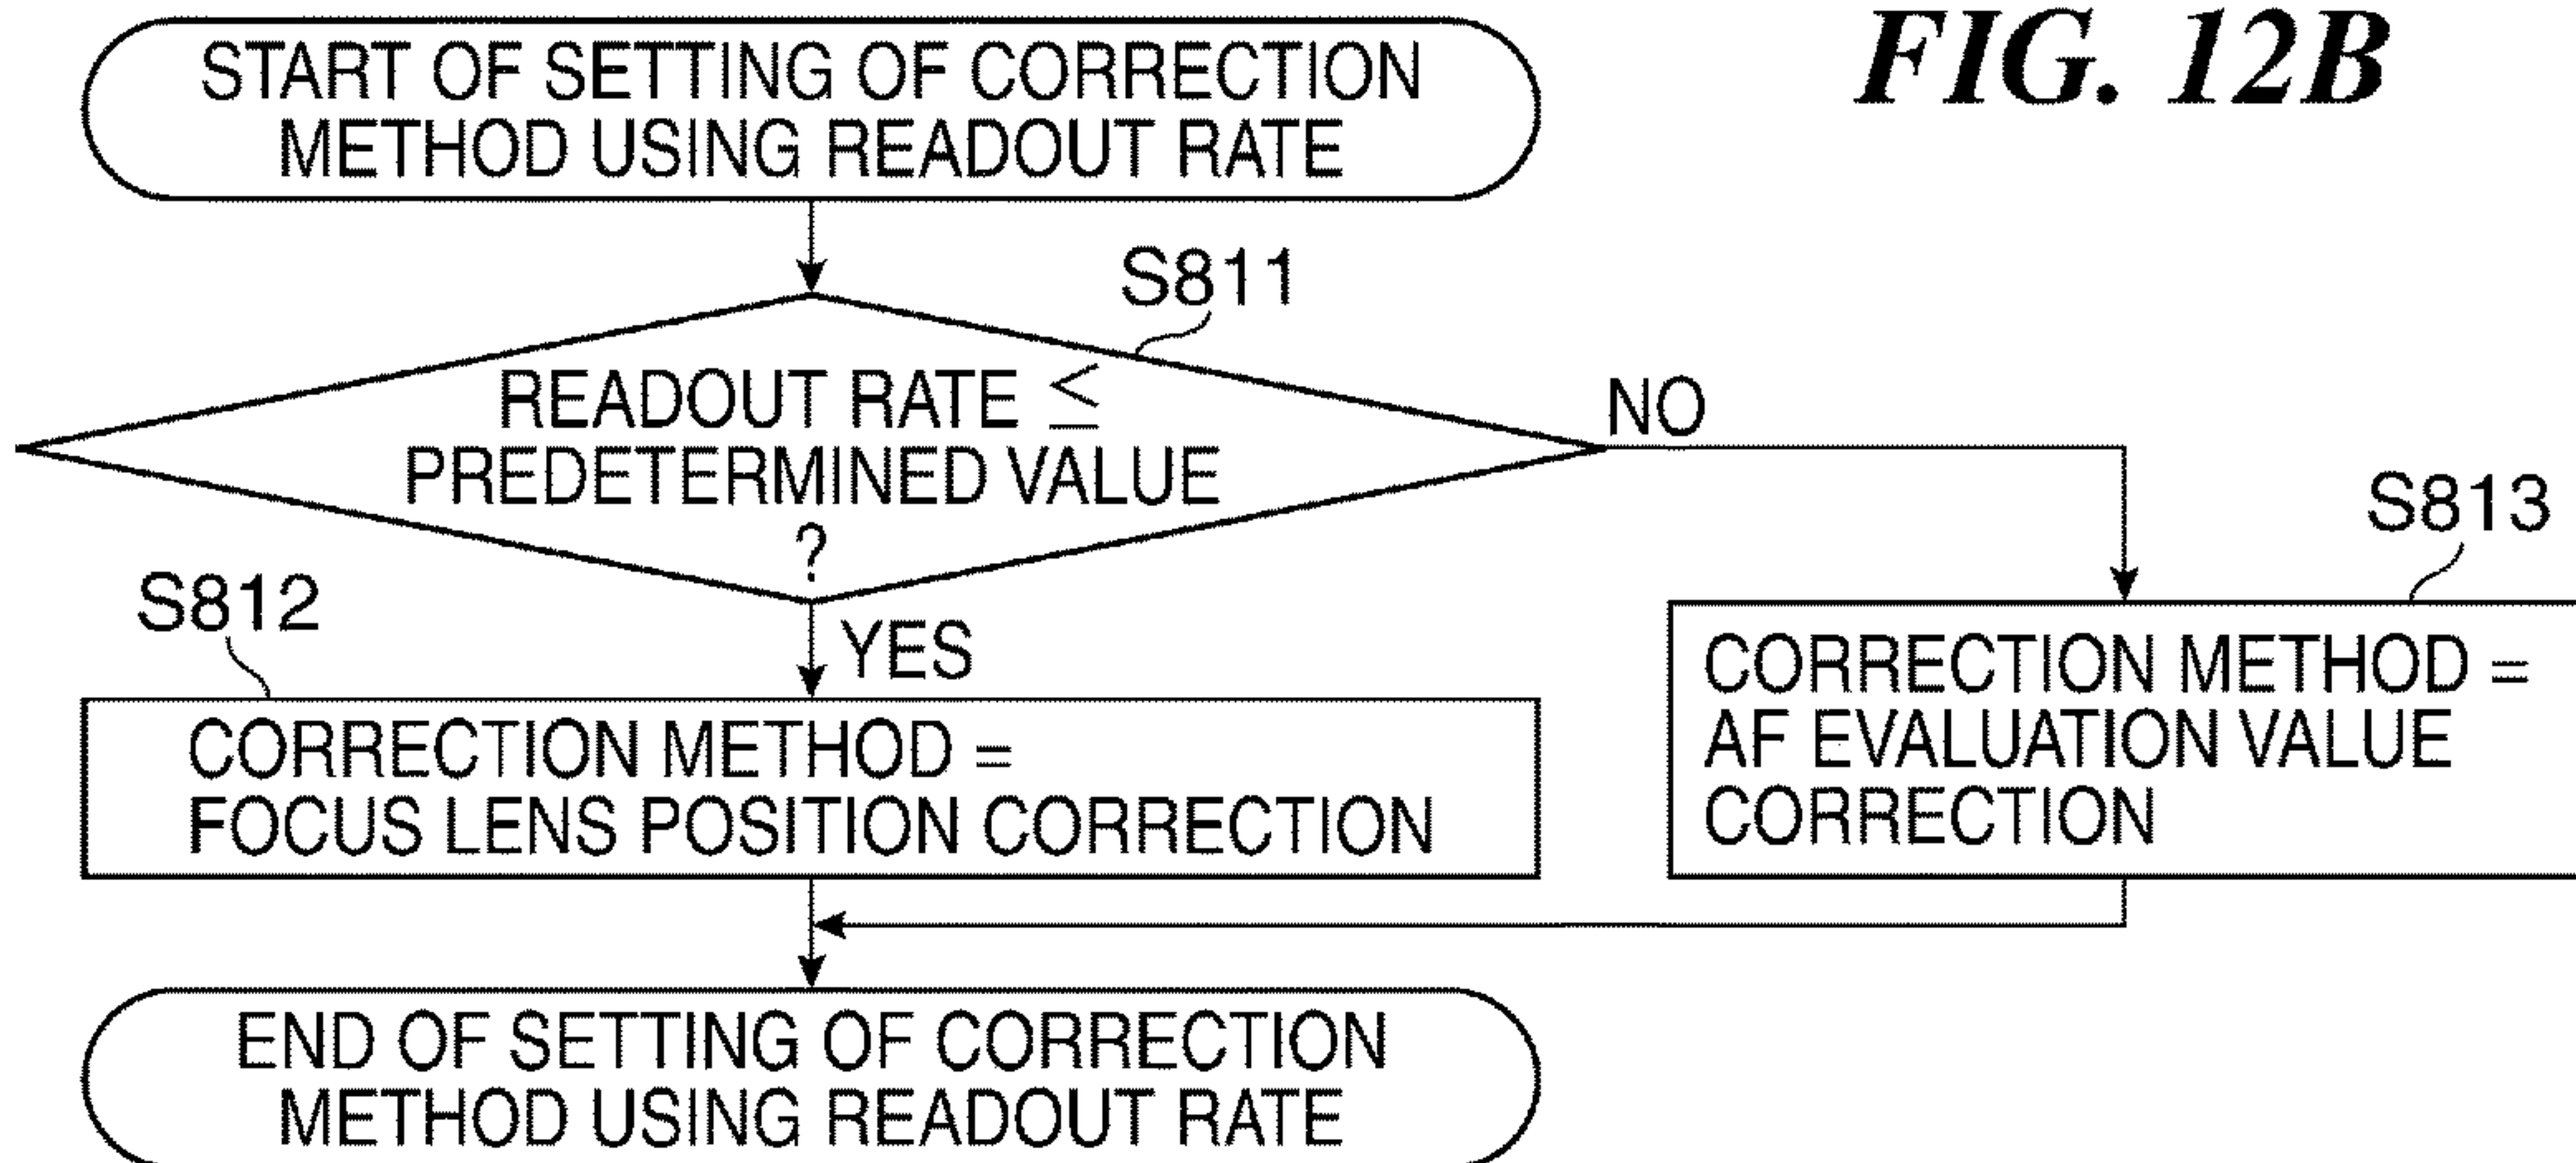 FIG. 12B
START OF SETTING OF CORRECTION
METHOD USING READOUT RATE
S811
READOUT RATE ≤
PREDETERMINED VALUE
?
NO
YES
S812
CORRECTION METHOD =
FOCUS LENS POSITION CORRECTION
S813
CORRECTION METHOD =
AF EVALUATION VALUE
CORRECTION
END OF SETTING OF CORRECTION
METHOD USING READOUT RATE